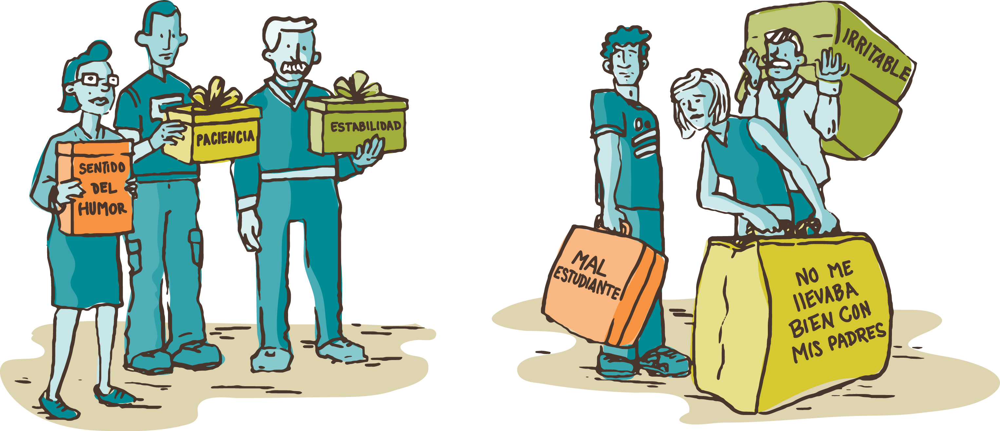 SENTIDO
DEL
HUMOR
PACIENCIA
ESTABILIDAD
MAL
ESTUDIANTE
NO ME
llEVABA
BIEN CON
MIS PADRES
IRRITABLE